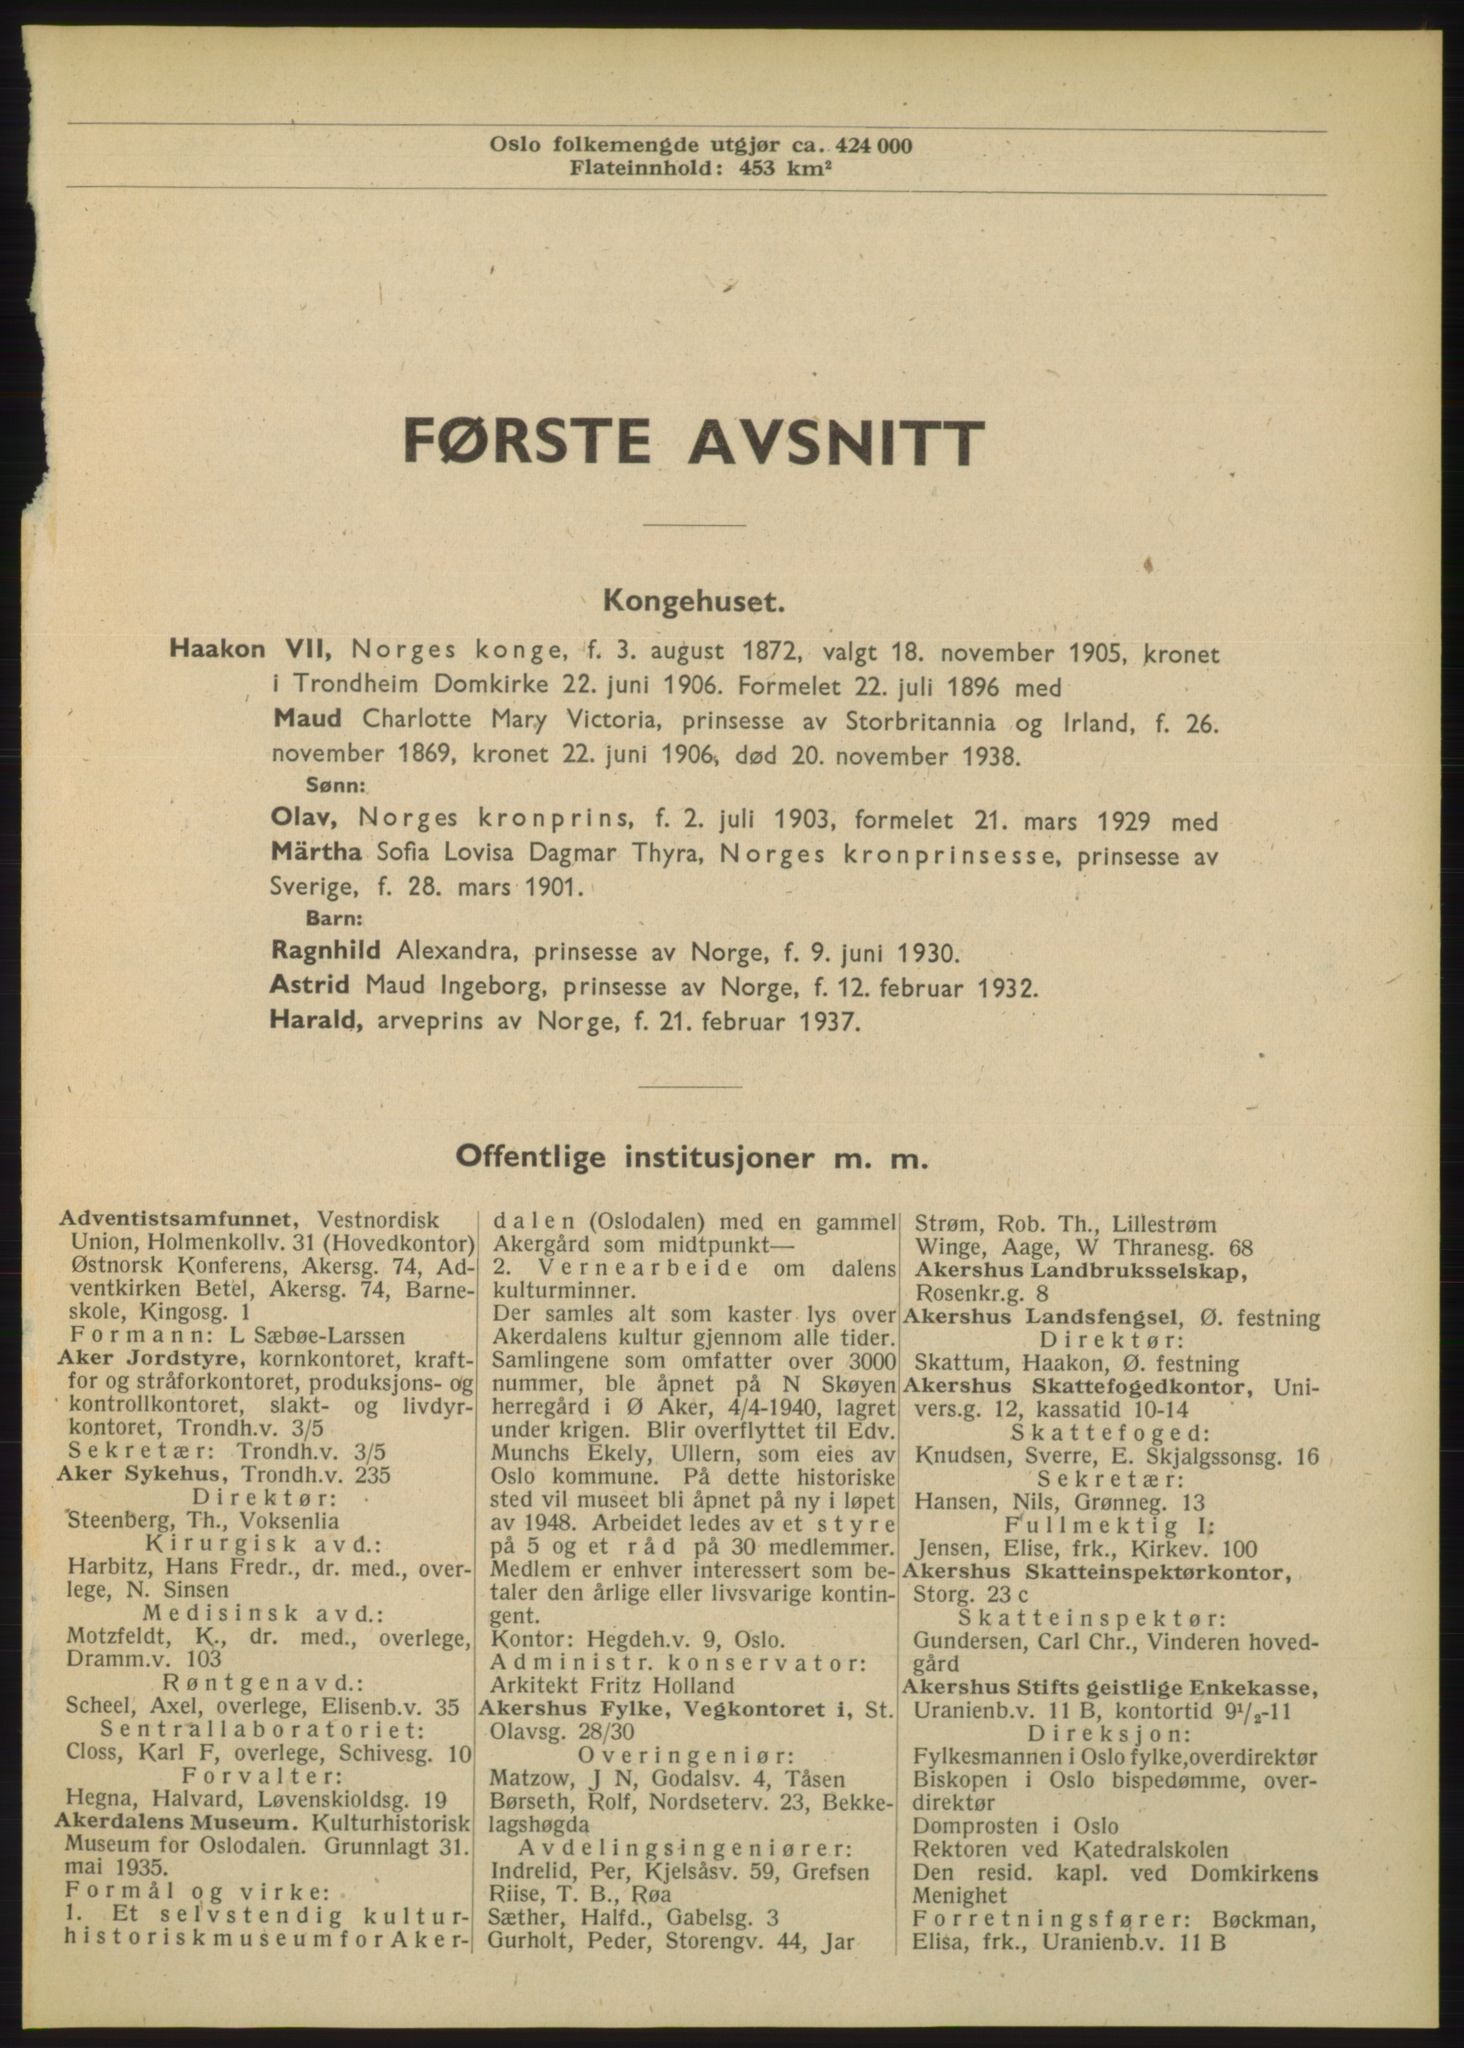 Oslo folkemengde utgjør ca. 424 000
Flateinnhold: 453 km²
FØRSTE AVSNITT
Kongehuset.
Haakon VII, Norges konge, f. 3. august 1872, valgt 18. november 1905, kronet
i Trondheim Domkirke 22. juni 1906. Formelet 22. juli 1896 med
Maud Charlotte Mary Victoria, prinsesse av Storbritannia og Irland, f. 26.
november 1869, kronet 22. juni 1906, død 20. november 1938.
Sønn:
Olav, Norges kronprins, f. 2. juli 1903, formelet 21. mars 1929 med
Märtha Sofia Lovisa Dagmar Thyra, Norges kronprinsesse, prinsesse av
Sverige, f. 28. mars 1901.
Barn:
Ragnhild Alexandra, prinsesse av Norge, f. 9. juni 1930.
Astrid Maud Ingeborg, prinsesse av Norge, f. 12. februar 1932.
Harald, arveprins av Norge, f. 21. februar 1937.
Offentlige institusjoner m. m.
Adventistsamfunnet, Vestnordisk
Union, Holmenkollv. 31 (Hovedkontor)
Østnorsk Konferens, Akersg. 74, Ad-
ventkirken Betel, Akersg. 74, Barne-
skole, Kingosg. 1
Formann: L Sæbøe-Larssen
Aker Jordstyre, kornkontoret, kraft-
for og stråforkontoret, produksjons- og
kontrollkontoret, slakt- og livdyr-
kontoret, Trondh.v. 3/5
Sekretær: Trondh.v. 3/5
Aker Sykehus, Trondh.v. 235
Direktør:
Steenberg, Th., Voksenlia
Kirurgisk avd.:
Harbitz, Hans Fredr., dr. med., over-
lege, N. Sinsen
Medisinsk avd.:
Motzfeldt, K., dr. med., overlege,
Dramm.v. 103
Røntgenavd.:
Scheel, Axel, overlege, Elisenb.v. 35
Sentrallaboratoriet:
Closs, Karl F, overlege, Schivesg. 10
Forvalter:
Hegna, Halvard, Løvenskioldsg. 19
Akerdalens Museum. Kulturhistorisk
Museum for Oslodalen. Grunnlagt 31.
mai 1935.
Formål og virke:
1. Et selvstendig kultur-
historisk museum for Aker-
dalen (Oslodalen) med en gammel
Akergård som midtpunkt—
2. Vernearbeide om dalens
kulturminner.
Der samles alt som kaster lys over
Akerdalens kultur gjennom alle tider.
Samlingene som omfatter over 3000
nummer, ble åpnet på N Skøyen
herregård i Ø Aker, 4/4-1940, lagret
under krigen. Blir overflyttet til Edv.
Munchs Ekely, Ullern, som eies av
Oslo kommune. På dette historiske
sted vil museet bli åpnet på ny i løpet
av 1948. Arbeidet ledes av et styre
på 5 og et råd på 30 medlemmer.
Medlem er enhver interessert som be-
taler den årlige eller livsvarige kontin-
gent.
Kontor: Hegdeh.v. 9, Oslo.
Administr. konservator:
Arkitekt Fritz Holland
Akershus Fylke, Vegkontoret i, St.
Olavsg. 28/30
Overingeniør:
Matzow, J N, Godalsv. 4, Tåsen
Børseth, Rolf, Nordseterv. 23, Bekke-
lagshøgda
Avdelingsingeniører:
Indrelid, Per, Kjelsåsv. 59, Grefsen
Riise, T. B., Røa
Sæther, Halfd., Gabelsg. 3
Gurholt, Peder, Storengv. 44, Jar
Strøm, Rob. Th., Lillestrøm
Winge, Aage, W Thranesg. 68
Akershus Landbruksselskap,
Rosenkr.g. 8
Akershus Landsfengsel, Ø. festning
Direktør:
Skattum, Haakon, Ø. festning
Akershus Skattefogedkontor, Uni-
vers.g. 12, kassatid 10-14
Skattefoged:
Knudsen, Sverre, E. Skjalgssonsg. 16
Sekretær:
Hansen, Nils, Grønneg. 13
Fullmektig I:
Jensen, Elise, frk., Kirkev. 100
Akershus Skatteinspektørkontor,
Storg. 23 c
Skatteinspektør:
Gundersen, Carl Chr., Vinderen hoved-
gård
Akershus Stifts geistlige Enkekasse,
Uranienb.v. 11 B, kontortid 9½-11
Direksjon:
Fylkesmannen i Oslo fylke, overdirektør
Biskopen i Oslo bispedømme, over-
direktør
Domprosten i Oslo
Rektoren ved Katedralskolen
Den resid. kapl. ved Domkirkens
Menighet
Forretningsfører: Bøckman,
Elisa, frk., Uranienb.v. 11 B